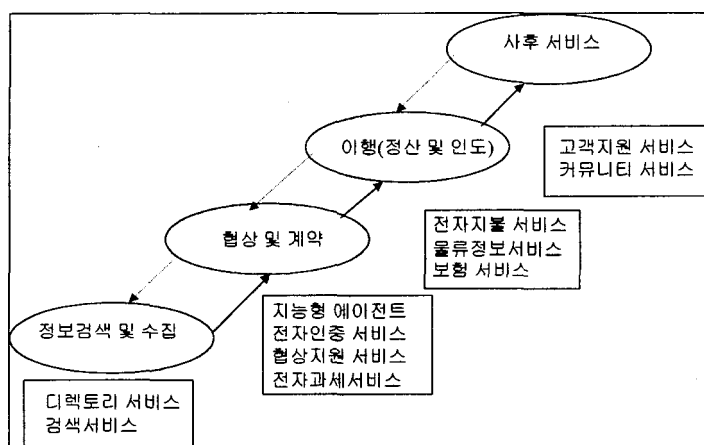 사후 서비스
이행(정산 및 인도)
고객지원 서비스
커뮤니티 서비스
협상 및 계약
전자지불 서비스
물류정보서비스
보험 서비스
정보검색 및 수집
지능형 에이전트
전자인증 서비스
협상지원 서비스
전자과세서비스
디렉토리 서비스
검색서비스